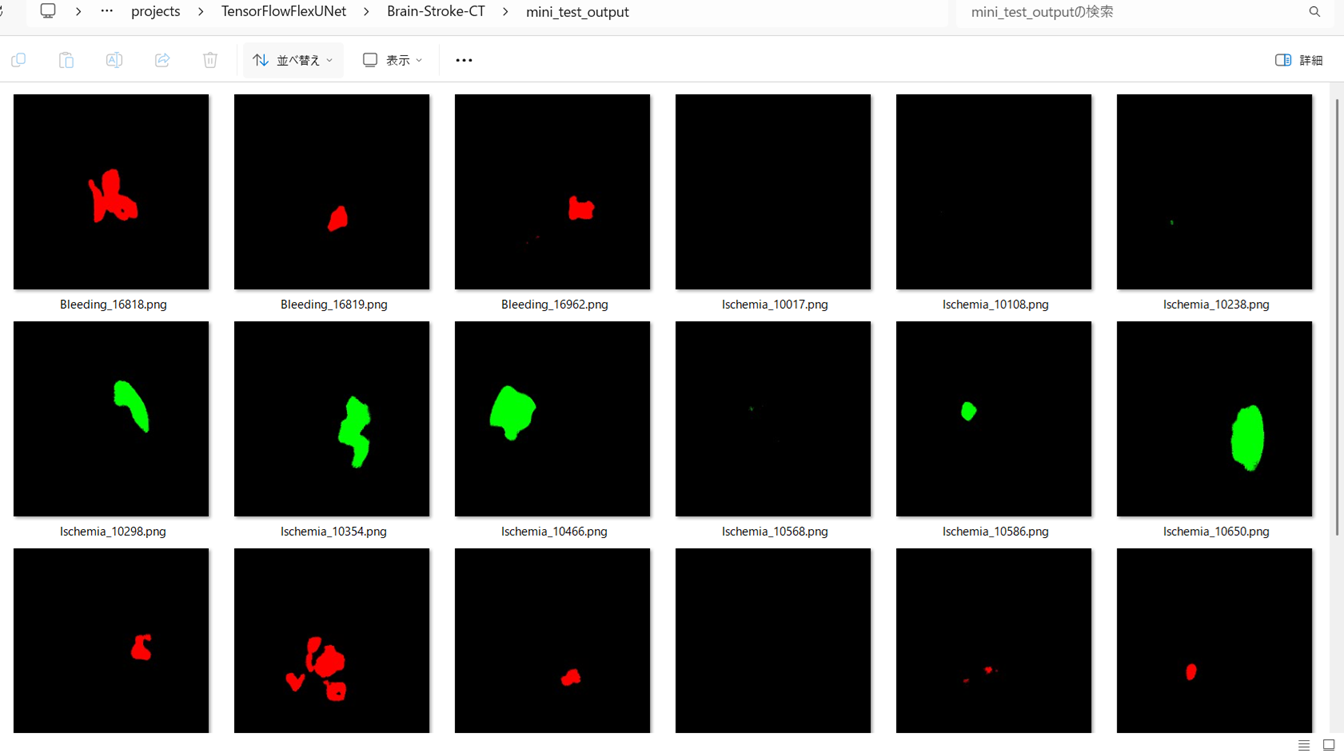 projects > TensorFlowFlexUNet > Brain-Stroke-CT > mini_test_output
mini_test_outputの検索
並べ替え
表示
詳細
Bleeding_16818.png
Bleeding_16819.png
Bleeding_16962.png
Ischemia_10017.png
Ischemia_10108.png
Ischemia_10238.png
Ischemia_10298.png
Ischemia_10354.png
Ischemia_10466.png
Ischemia_10568.png
Ischemia_10586.png
Ischemia_10650.png